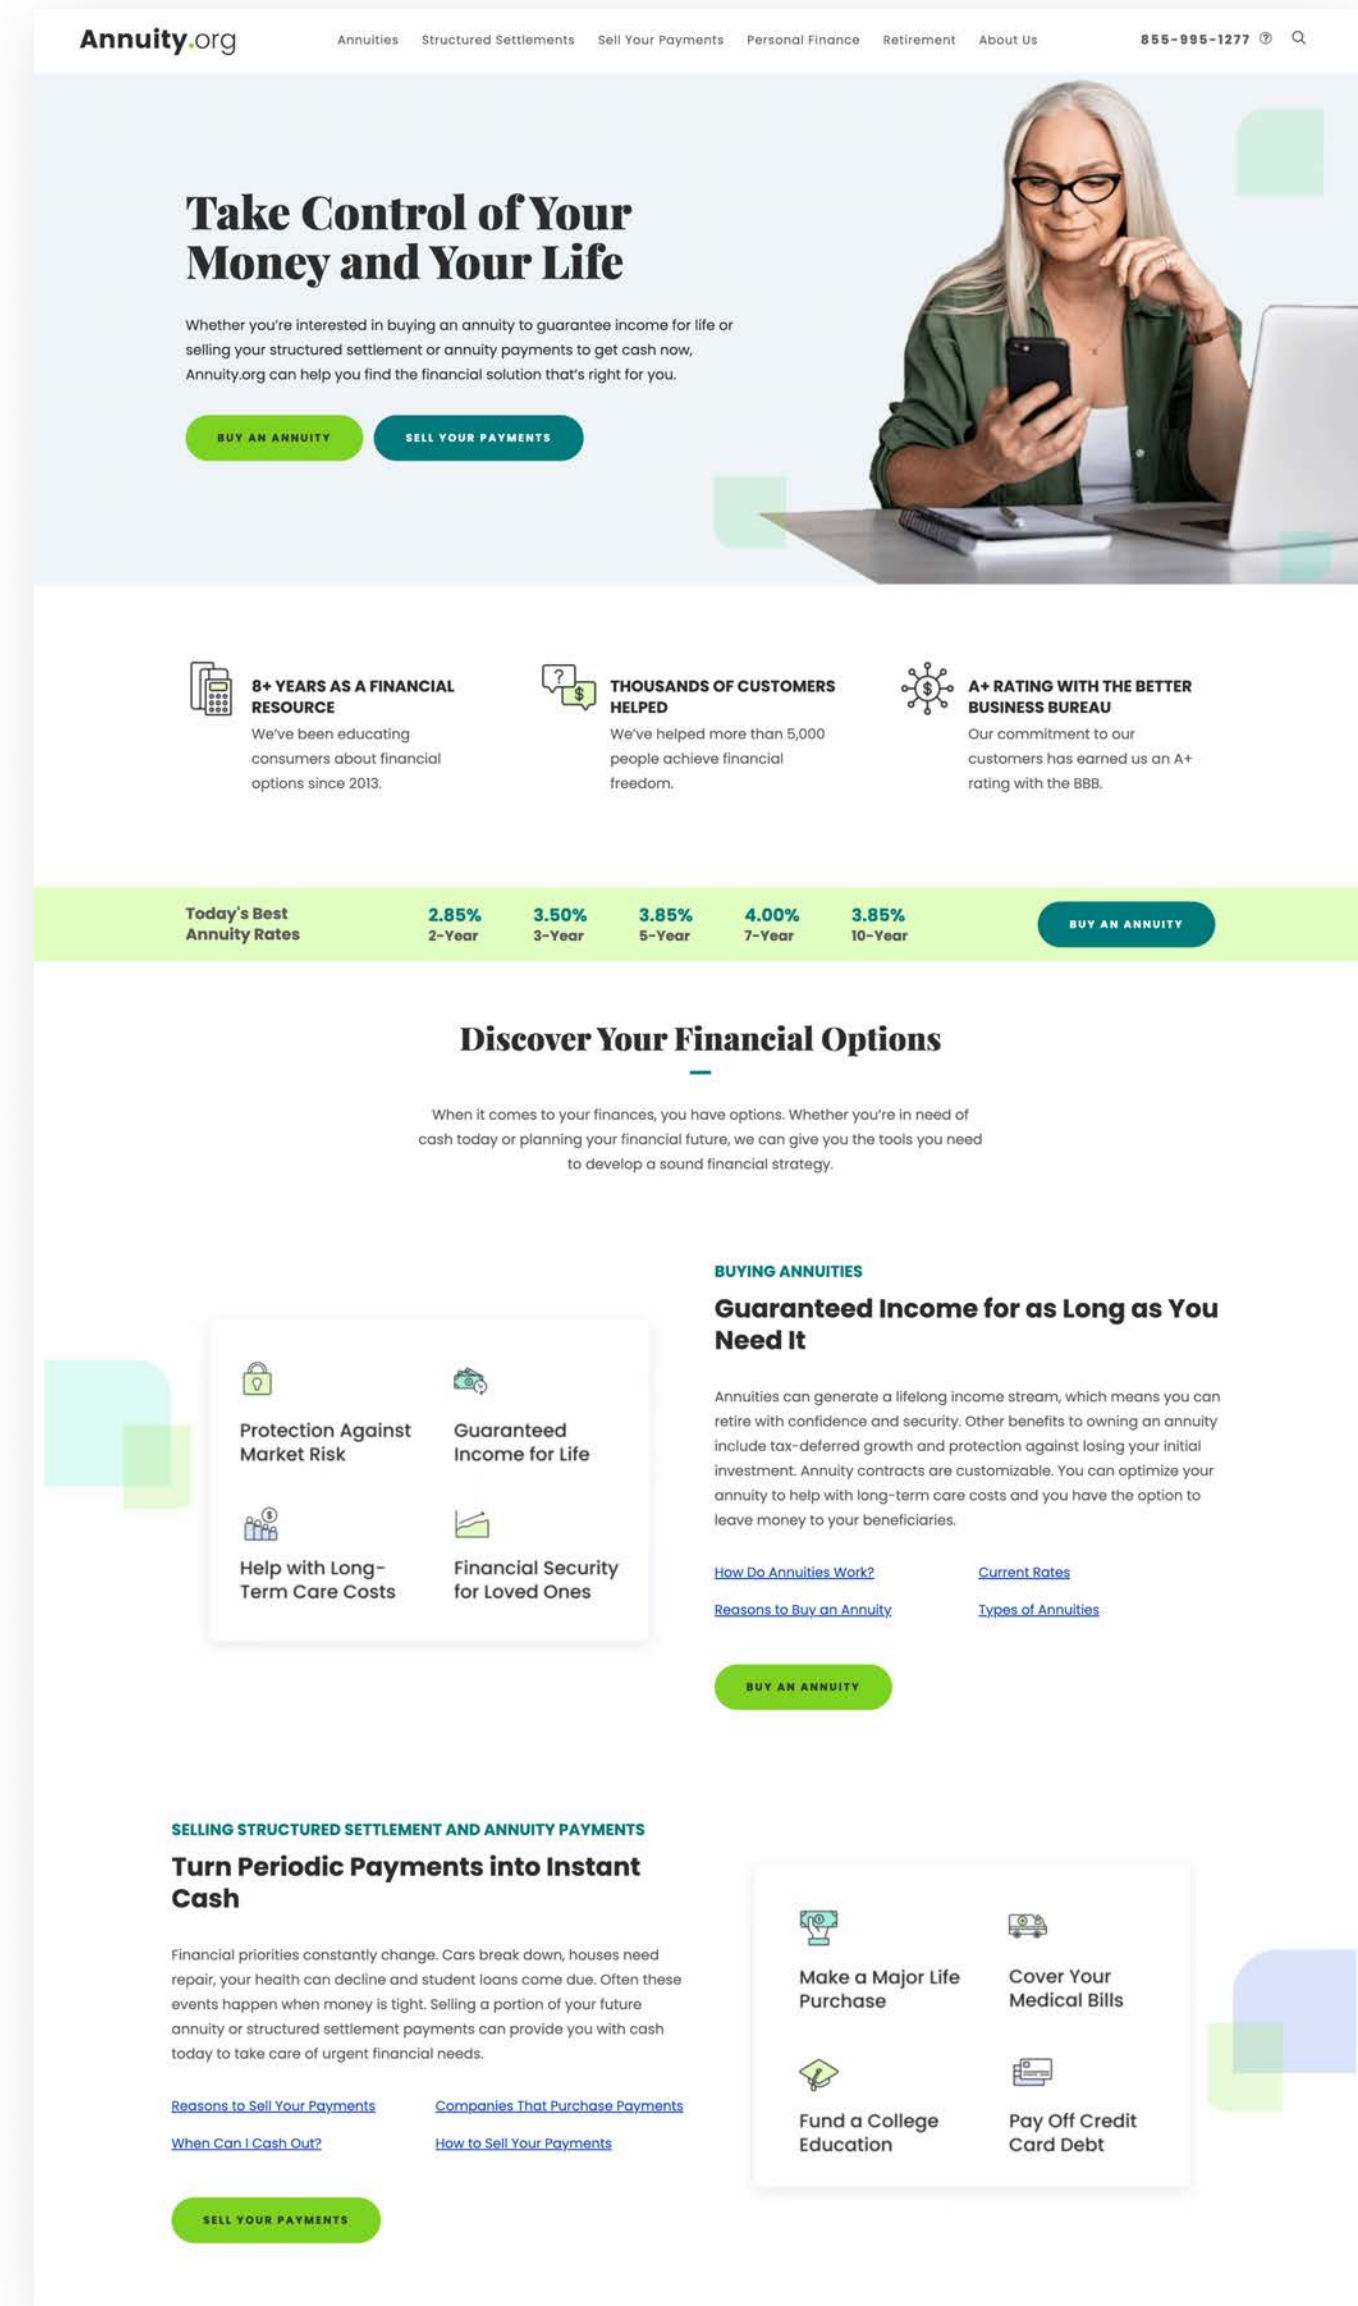 Annuity.org
Annuities Structured Settlements Sell Your Payments Personal Finance Retirement About Us
855-995-1277
Take Control of Your
Money and Your Life
Whether you're interested in buying an annuity to guarantee income for life or
selling your structured settlement or annuity payments to get cash now,
Annuity.org can help you find the financial solution that's right for you.
BUY AN ANNUITY
SELL YOUR PAYMENTS
8+ YEARS AS A FINANCIAL
RESOURCE
We've been educating
consumers about financial
options since 2013.
THOUSANDS OF CUSTOMERS
HELPED
We've helped more than 5,000
people achieve financial
freedom.
A+ RATING WITH THE BETTER
BUSINESS BUREAU
Our commitment to our
customers has earned us an A+
rating with the BBB.
Today's Best
Annuity Rates
2.85%
2-Year
3.50%
3-Year
3.85%
5-Year
4.00%
7-Year
3.85%
10-Year
BUY AN ANNUITY
Discover Your Financial Options
When it comes to your finances, you have options. Whether you're in need of
cash today or planning your financial future, we can give you the tools you need
to develop a sound financial strategy.
Protection Against
Market Risk
Guaranteed
Income for Life
Help with Long-
Term Care Costs
Financial Security
for Loved Ones
BUYING ANNUITIES
Guaranteed Income for as Long as You
Need It
Annuities can generate a lifelong income stream, which means you can
retire with confidence and security. Other benefits to owning an annuity
include tax-deferred growth and protection against losing your initial
investment. Annuity contracts are customizable. You can optimize your
annuity to help with long-term care costs and you have the option to
leave money to your beneficiaries.
How Do Annuities Work?
Current Rates
Reasons to Buy an Annuity
Types of Annuities
BUY AN ANNUITY
SELLING STRUCTURED SETTLEMENT AND ANNUITY PAYMENTS
Turn Periodic Payments into Instant
Cash
Financial priorities constantly change. Cars break down, houses need
repair, your health can decline and student loans come due. Often these
events happen when money is tight. Selling a portion of your future
annuity or structured settlement payments can provide you with cash
today to take care of urgent financial needs.
Reasons to Sell Your Payments
Companies That Purchase Payments
When Can I Cash Out?
How to Sell Your Payments
SELL YOUR PAYMENTS
Make a Major Life
Purchase
Cover Your
Medical Bills
Fund a College
Education
Pay Off Credit
Card Debt